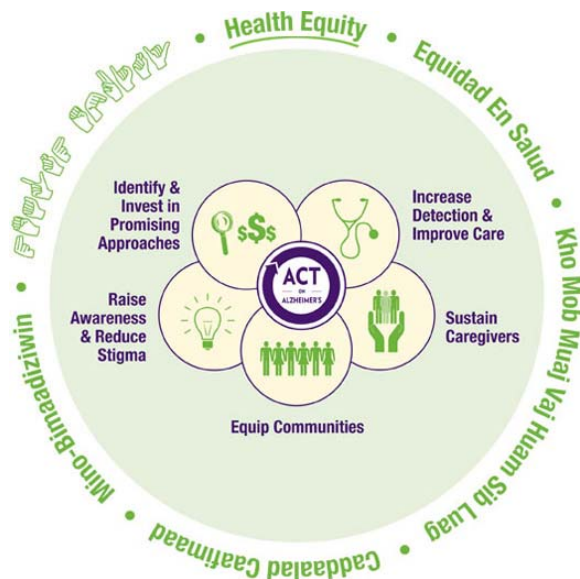 Health Equity
Equidad En Salud
Kho Mob Muaj Vaj Huam Sib Luag
Caddaalad Caafimaad
Mino-Bimaadiziwin
Identify &
Invest in
Promising
Approaches
$$$
Increase
Detection &
Improve Care
ACT
ON
ALZHEIMER'S
Raise
Awareness
& Reduce
Stigma
Sustain
Caregivers
Equip Communities